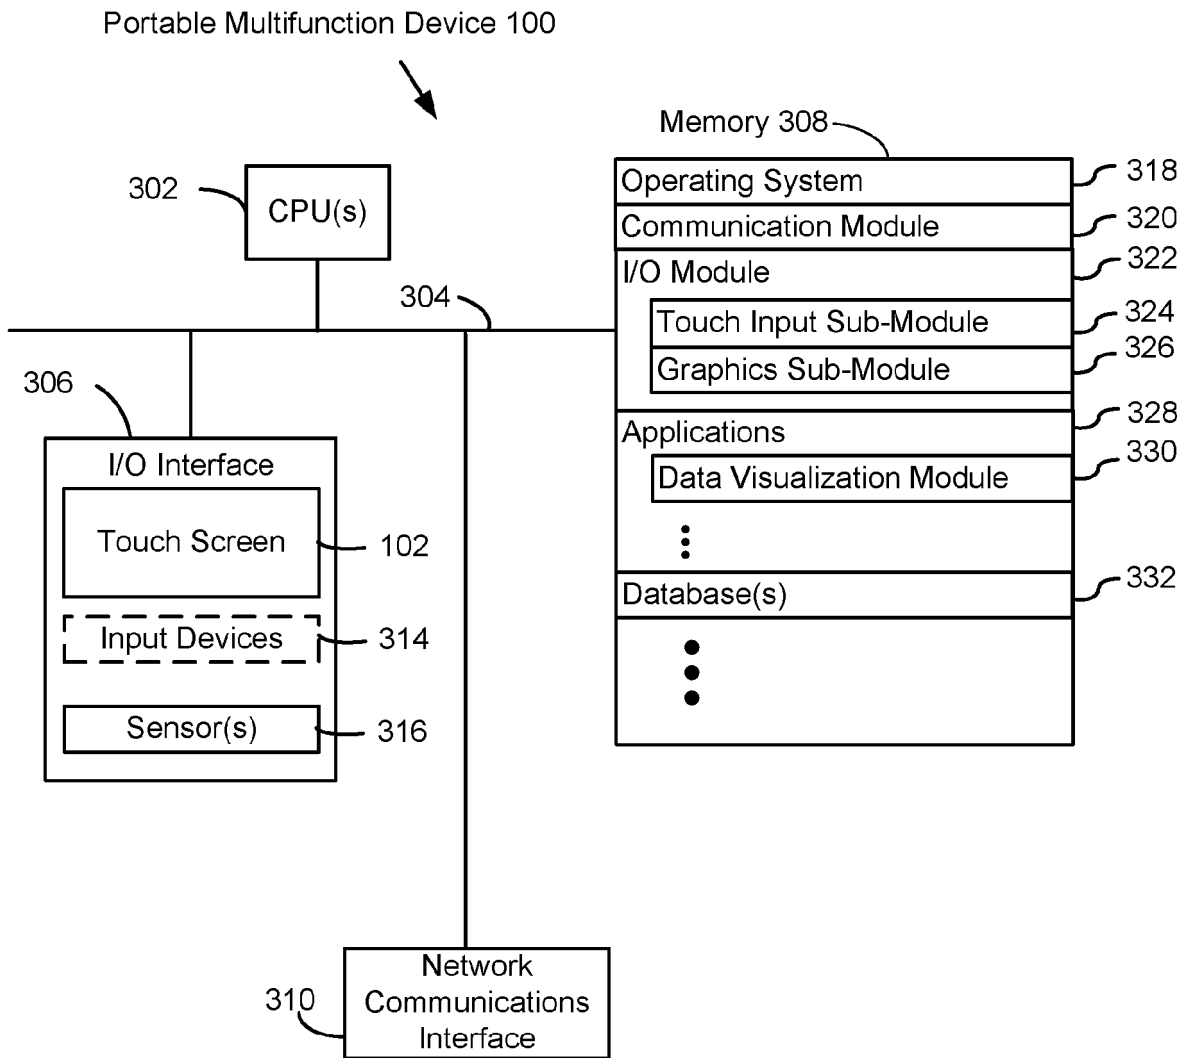 Portable Multifunction Device 100
Memory 308
302
CPU(s)
Operating System
318
Communication Module
320
I/O Module
322
304
Touch Input Sub-Module
324
Graphics Sub-Module
326
306
Applications
328
I/O Interface
Data Visualization Module
330
Touch Screen
102
Database(s)
332
Input Devices
314
Sensor(s)
316
Network
Communications
Interface
310